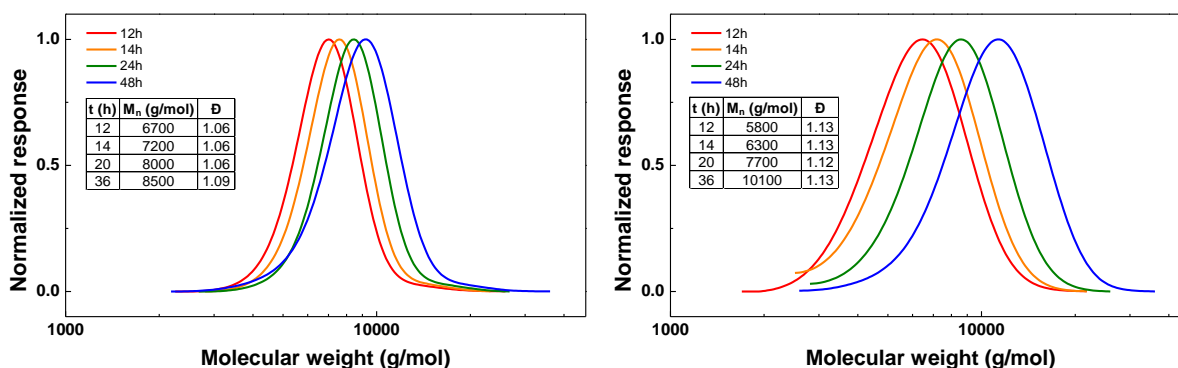 1.0
0.5
0.0
Normalized response
12h
14h
24h
48h
t (h) Mn (g/mol) Đ
12 6700 1.06
14 7200 1.06
20 8000 1.06
36 8500 1.09
1000 10000
Molecular weight (g/mol)
1.0
0.5
0.0
Normalized response
12h
14h
24h
48h
t (h) Mn (g/mol) Đ
12 5800 1.13
14 6300 1.13
20 7700 1.12
36 10100 1.13
1000 10000
Molecular weight (g/mol)